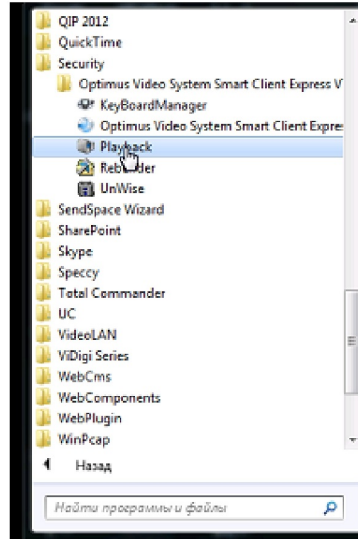 QIP 2012
QuickTime
Security
Optimus Video System Smart Client Express V
KeyBoardManager
Optimus Video System Smart Client Expre
Playback
UnWise
SendSpace Wizard
SharePoint
Skype
Speccy
Total Commander
UC
VideoLAN
ViDigi Series
WebCms
WebComponents
WebPlugin
WinPcap
Назад
Найти программы и файлы